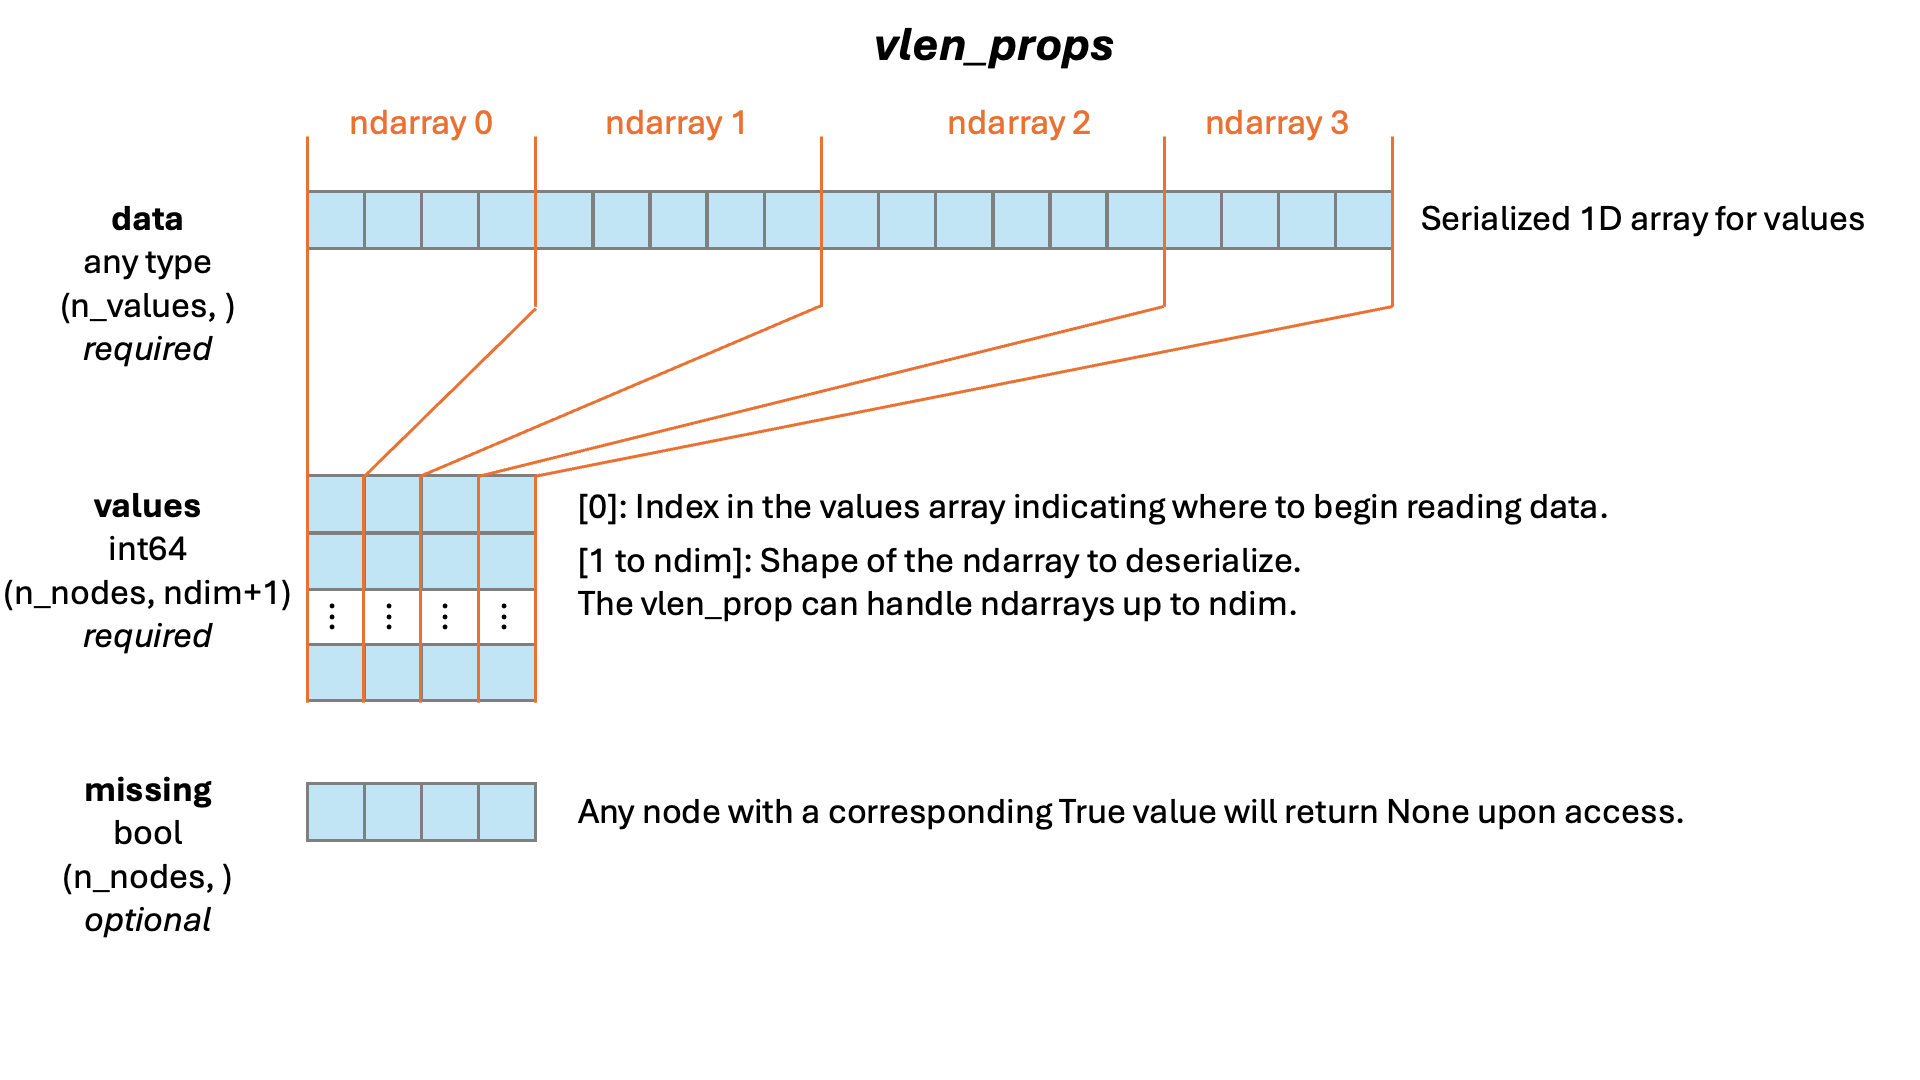 vlen_props
ndarray 0
ndarray 1
ndarray 2
ndarray 3
data
any type
(n_values, )
required
Serialized 1D array for values
values
int64
(n_nodes, ndim+1)
required
[0]: Index in the values array indicating where to begin reading data.
[1 to ndim]: Shape of the ndarray to deserialize.
The vlen_prop can handle ndarrays up to ndim.
missing
bool
(n_nodes, )
optional
Any node with a corresponding True value will return None upon access.